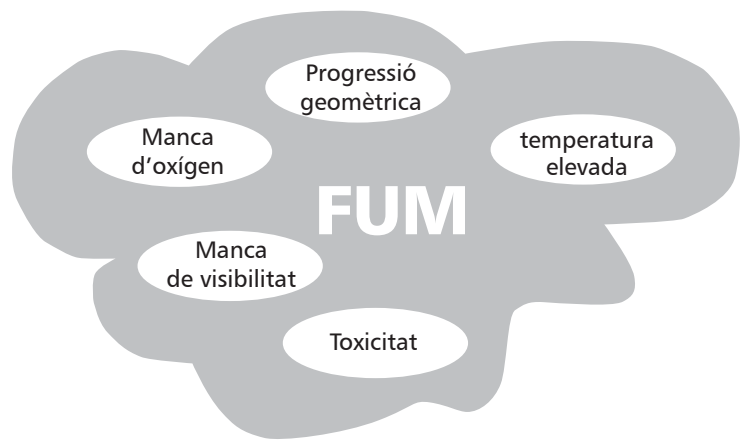 Progressió
geomètrica
Manca
d'oxígen
temperatura
elevada
FUM
Manca
de visibilitat
Toxicitat